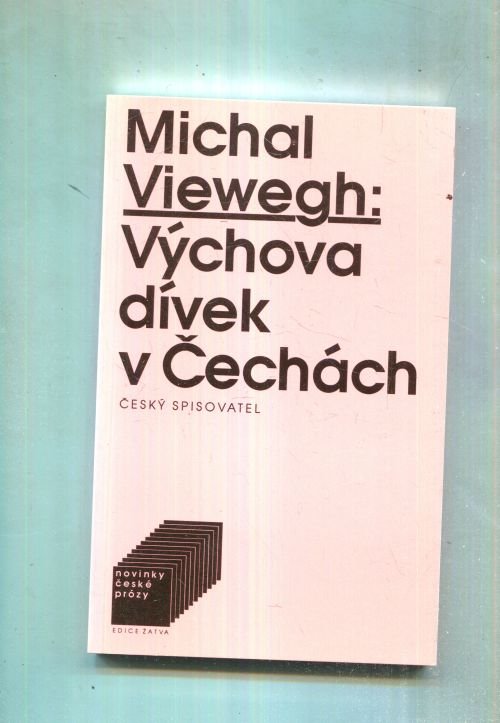 Michal
Viewegh:
Výchova
dívek
v Čechách
ČESKÝ SPISOVATEL
novinky
české
prózy
EDICE ŽATVA